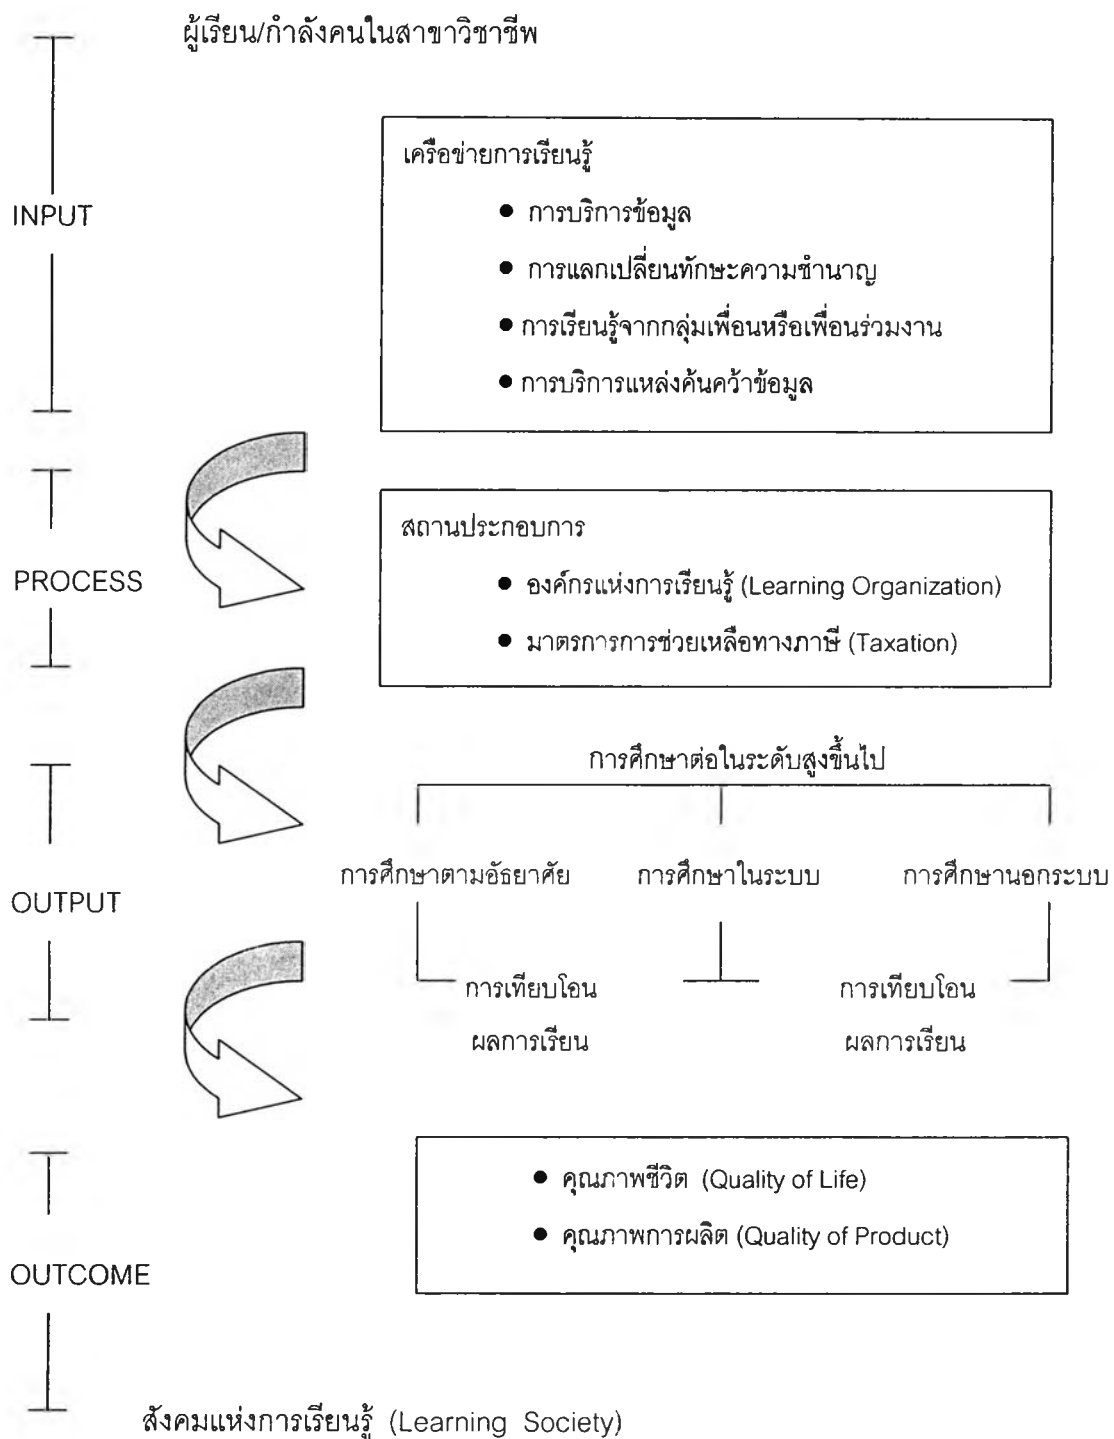 ผู้เรียน/กำลังคนในสาขาวิชาชีพ
เครือข่ายการเรียนรู้
INPUT
● การบริการข้อมูล
● การแลกเปลี่ยนทักษะความชำนาญ
● การเรียนรู้จากกลุ่มเพื่อนหรือเพื่อนร่วมงาน
● การบริการแหล่งค้นคว้าข้อมูล
สถานประกอบการ
PROCESS
● องค์กรแห่งการเรียนรู้ (Learning Organization)
● มาตรการการช่วยเหลือทางภาษี (Taxation)
การศึกษาต่อในระดับสูงขึ้นไป
การศึกษาตามอัธยาศัย การศึกษาในระบบ การศึกษานอกระบบ
OUTPUT
การเทียบโอน การเทียบโอน
ผลการเรียน ผลการเรียน
● คุณภาพชีวิต (Quality of Life)
● คุณภาพการผลิต (Quality of Product)
OUTCOME
สังคมแห่งการเรียนรู้ (Learning Society)